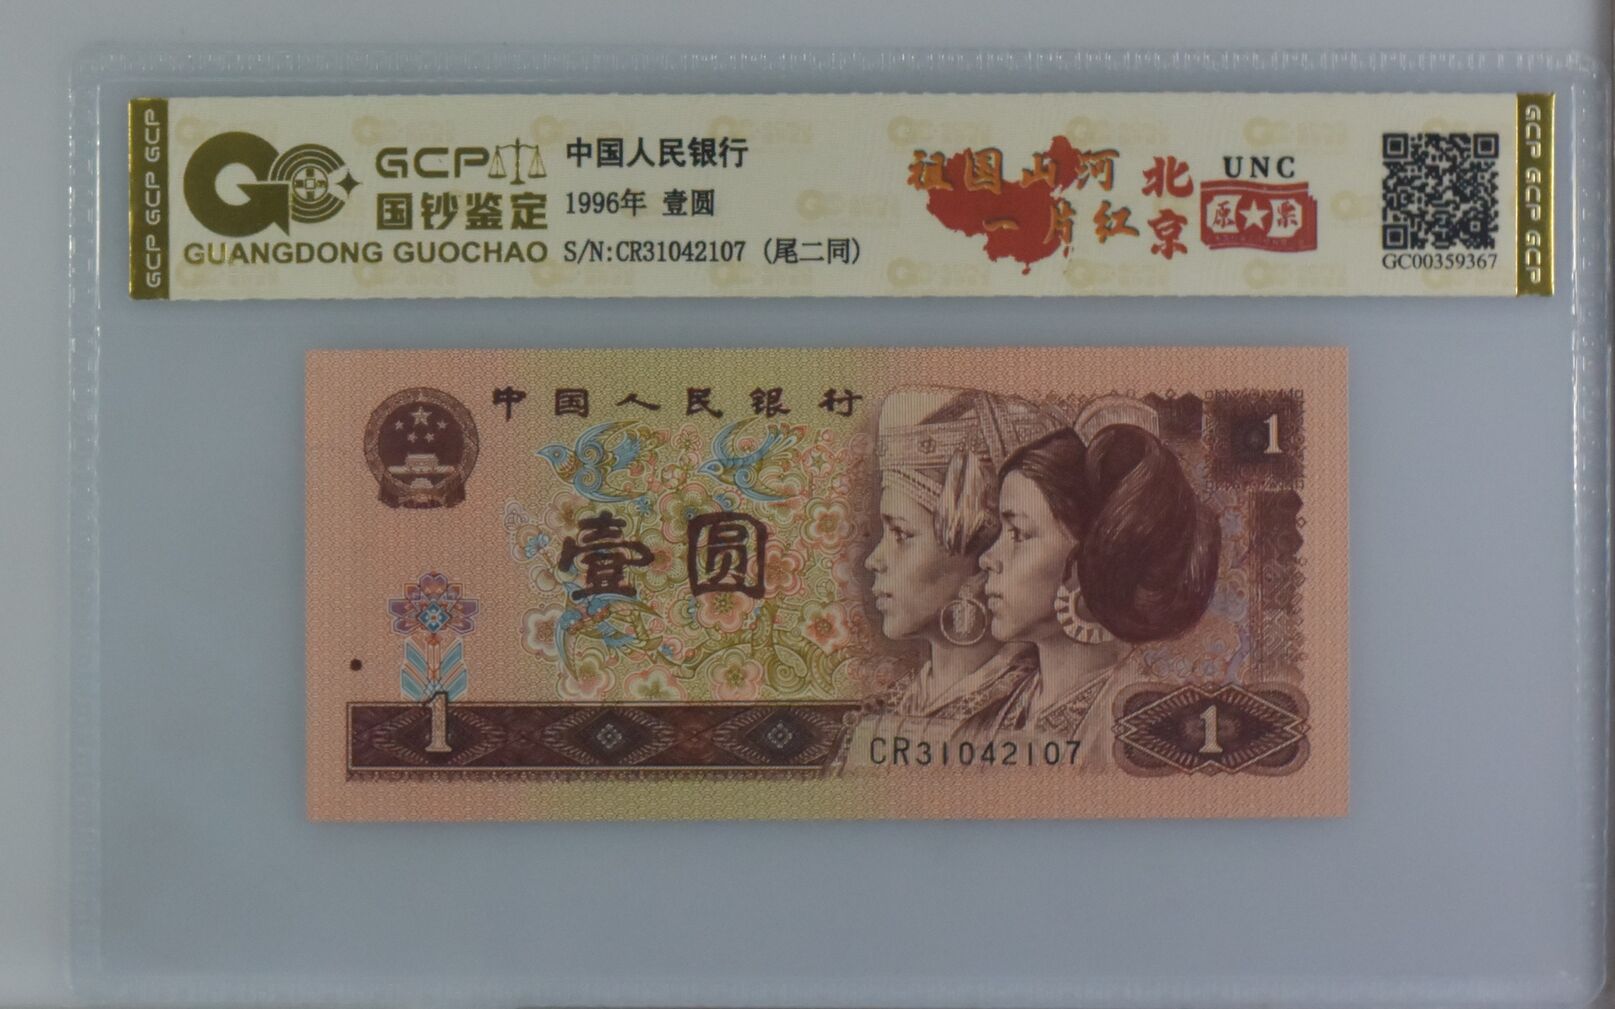 GCP GCP GCP
GCP
国钞鉴定
GUANGDONG GUOCHAO
中国人民银行
1996年 壹圆
S/N:CR31042107 (尾二同)
祖国山河
一片红
北京
UNC
原★票
GC00359367
GCP GCP GCP
中国人民银行
1
壹圆
1
CR31042107
1